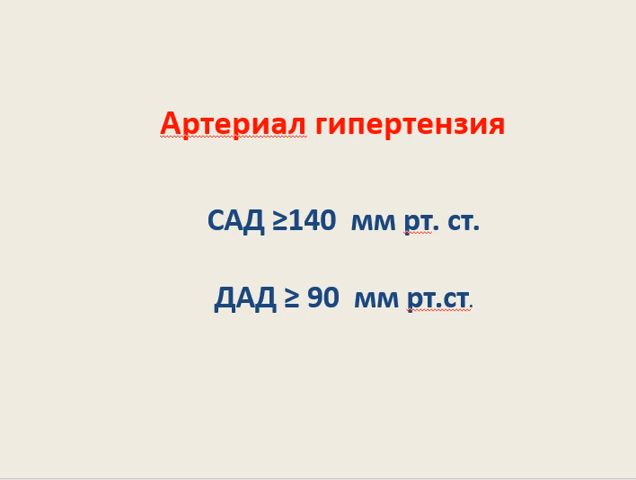 Артериал гипертензия
САД ≥140 мм рт. ст.
ДАД ≥ 90 мм рт.ст.